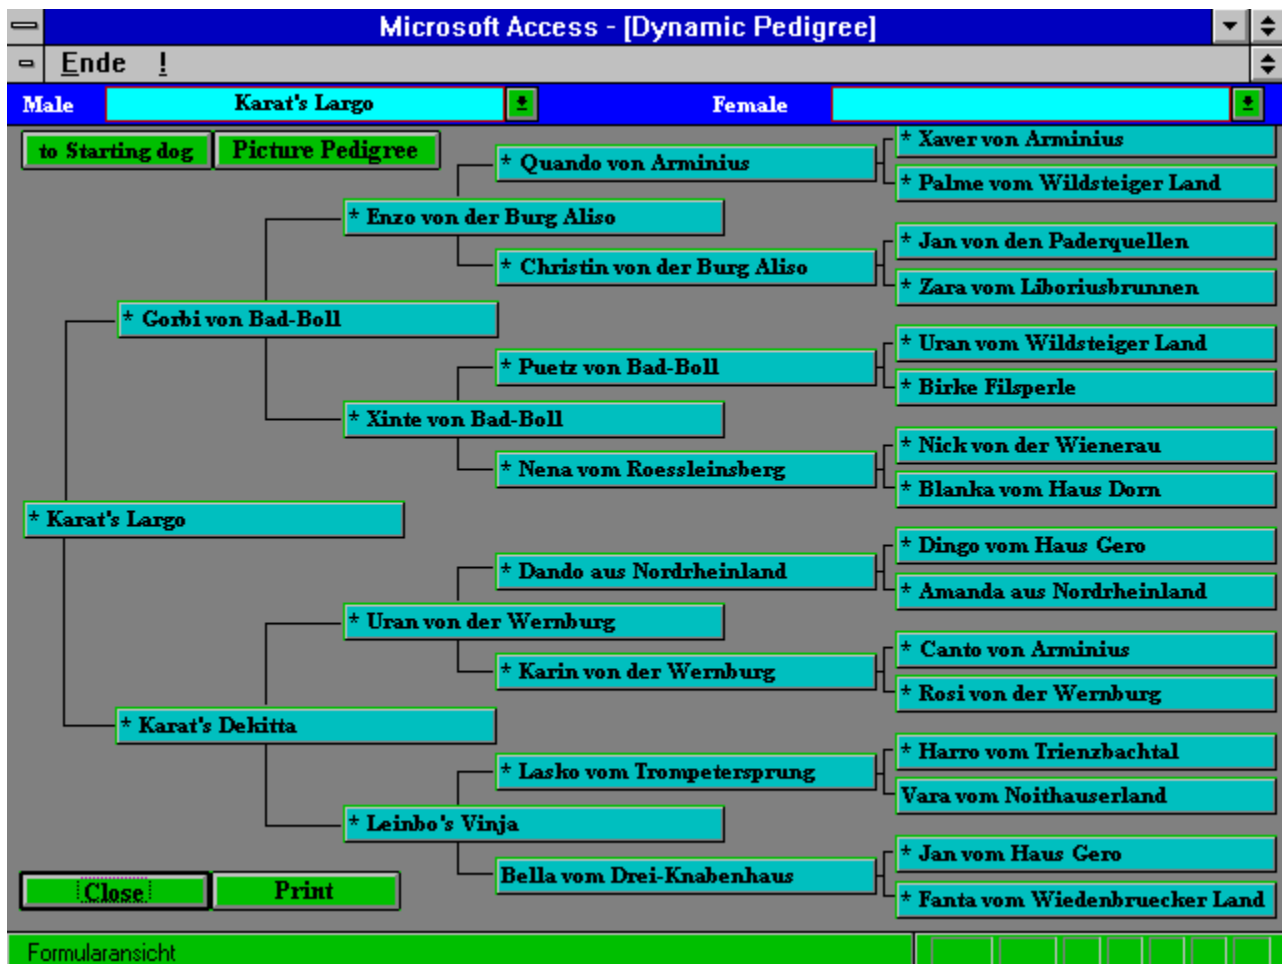 Microsoft Access - [Dynamic Pedigree]
Ende !
Male Karat's Largo Female
to Starting dog Picture Pedigree
* Xaver von Arminius
* Quando von Arminius
* Palme vom Wildsteiger Land
* Enzo von der Burg Aliso
* Jan von den Paderquellen
* Christin von der Burg Aliso
* Zara vom Liboriusbrunnen
* Gorbi von Bad-Boll
* Uran vom Wildsteiger Land
* Puetz von Bad-Boll
* Birke Filsperle
* Xinte von Bad-Boll
* Nick von der Wienerau
* Nena vom Roessleinsberg
* Blanka vom Haus Dorn
* Karat's Largo
* Dingo vom Haus Gero
* Dando aus Nordrheinland
* Amanda aus Nordrheinland
* Uran von der Wernburg
* Canto von Arminius
* Karin von der Wernburg
* Rosi von der Wernburg
* Karat's Dekitta
* Harro vom Trienzbachtal
* Lasko vom Trompetersprung
Vara vom Noithauserland
* Leinbo's Vinja
* Jan vom Haus Gero
Bella vom Drei-Knabenhaus
* Fanta vom Wiedenbruecker Land
Close Print
Formularansicht